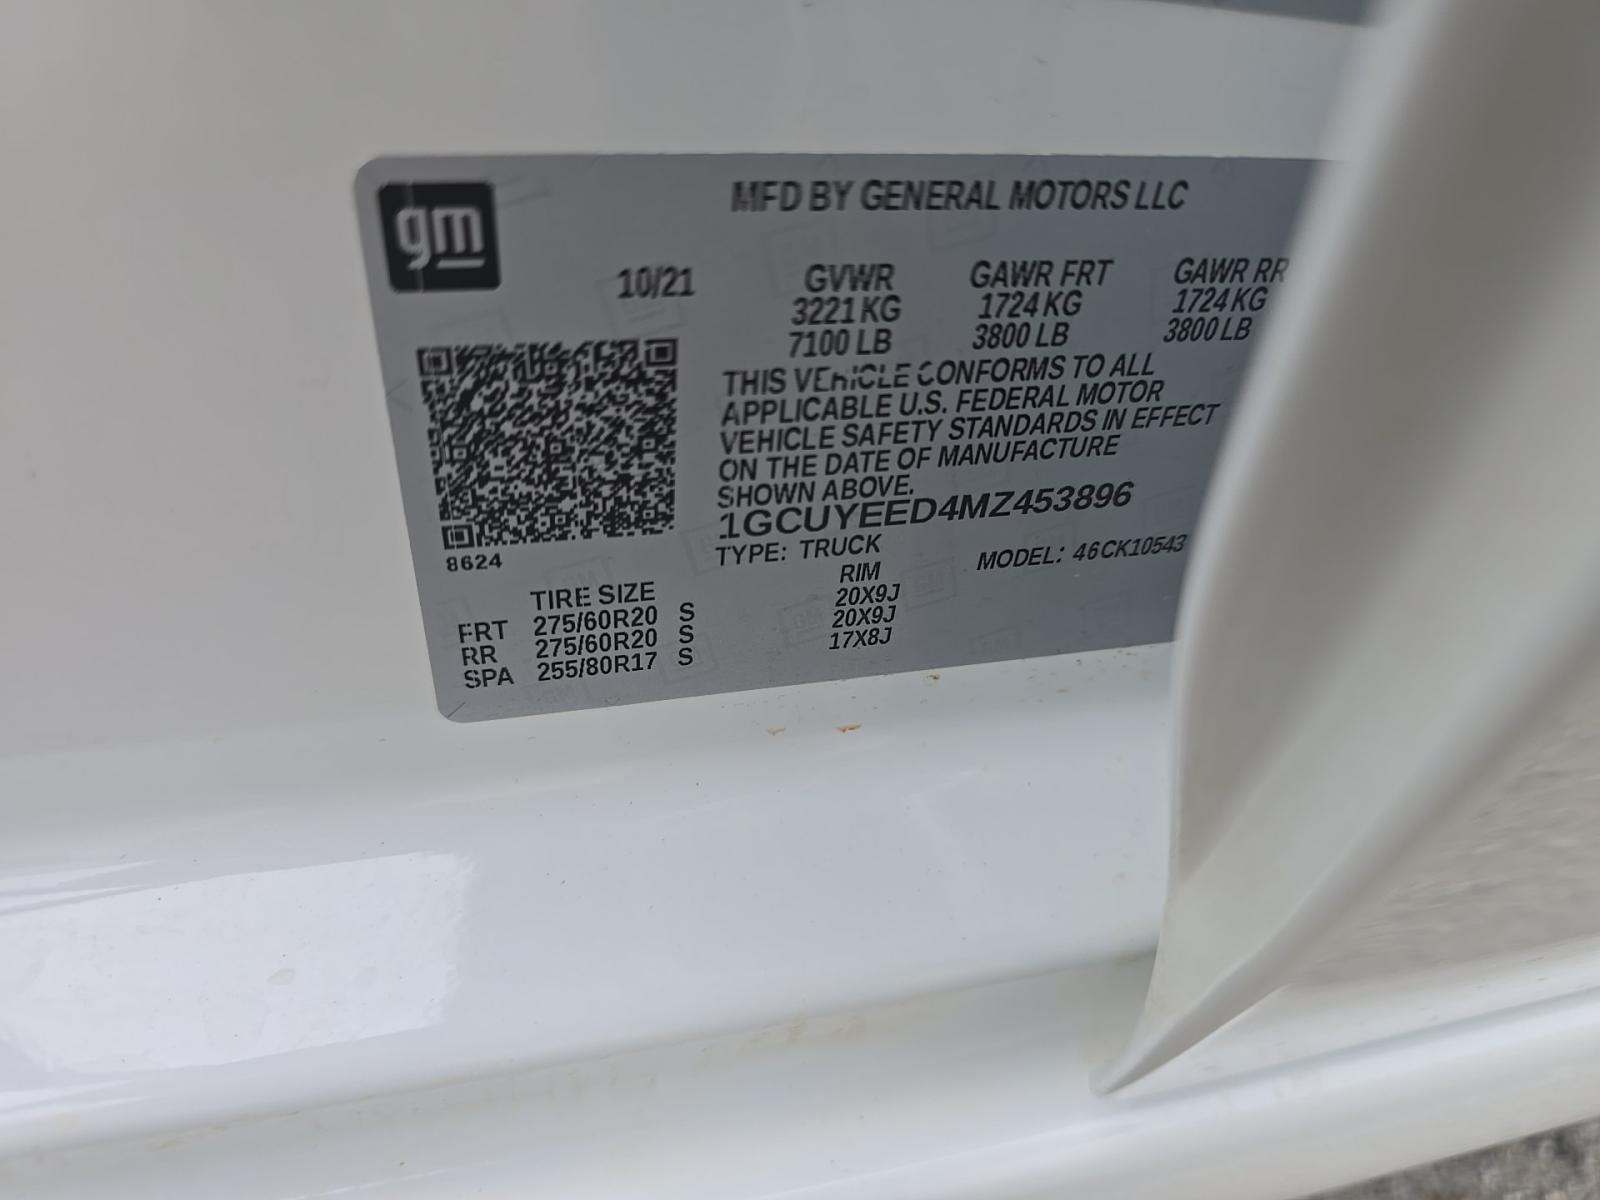 gm
MFD BY GENERAL MOTORS LLC
10/21 GVWR GAWR FRT GAWR RR
3221 KG 1724 KG 1724 KG
7100 LB 3800 LB 3800 LB
THIS VEHICLE CONFORMS TO ALL
APPLICABLE U.S. FEDERAL MOTOR
VEHICLE SAFETY STANDARDS IN EFFECT
ON THE DATE OF MANUFACTURE
SHOWN ABOVE.
1GCUYEED4MZ453896
8624
TYPE: TRUCK MODEL: 46CK10543
TIRE SIZE RIM
FRT 275/60R20 S 20X9J
RR 275/60R20 S 20X9J
SPA 255/80R17 S 17X8J